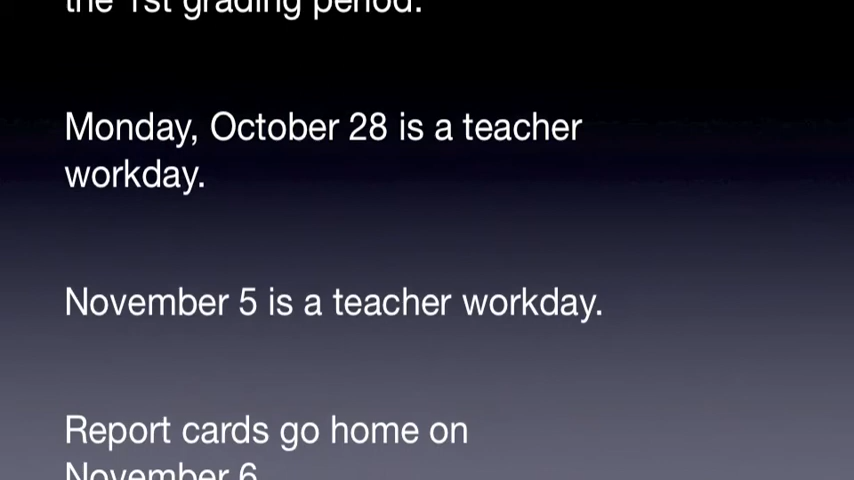 the 1st grading period.
Monday, October 28 is a teacher
workday.
November 5 is a teacher workday.
Report cards go home on
November 6